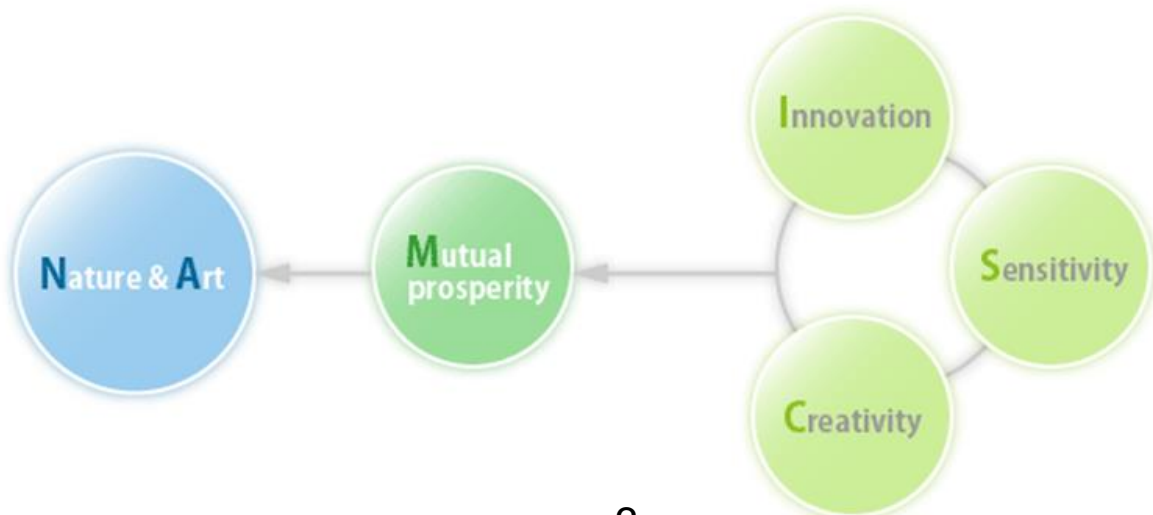 Innovation
Nature & Art
Mutual
prosperity
Sensitivity
Creativity